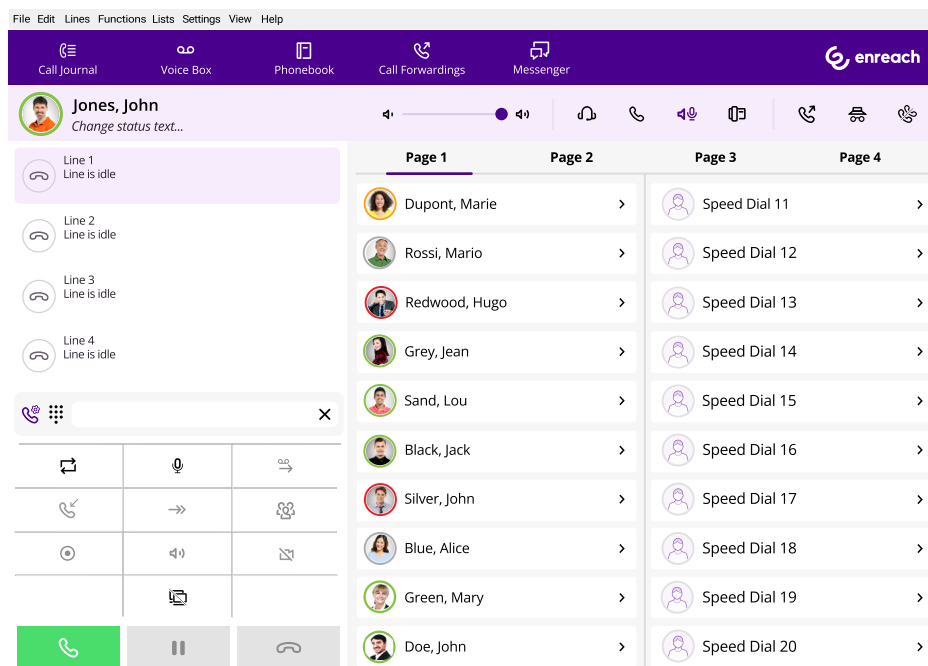 File Edit Lines Functions Lists Settings View Help
Call Journal Voice Box Phonebook Call Forwardings Messenger enreach
Jones, John
Change status text...
Line 1
Line is idle
Line 2
Line is idle
Line 3
Line is idle
Line 4
Line is idle
Page 1 Page 2 Page 3 Page 4
Dupont, Marie Speed Dial 11
Rossi, Mario Speed Dial 12
Redwood, Hugo Speed Dial 13
Grey, Jean Speed Dial 14
Sand, Lou Speed Dial 15
Black, Jack Speed Dial 16
Silver, John Speed Dial 17
Blue, Alice Speed Dial 18
Green, Mary Speed Dial 19
Doe, John Speed Dial 20